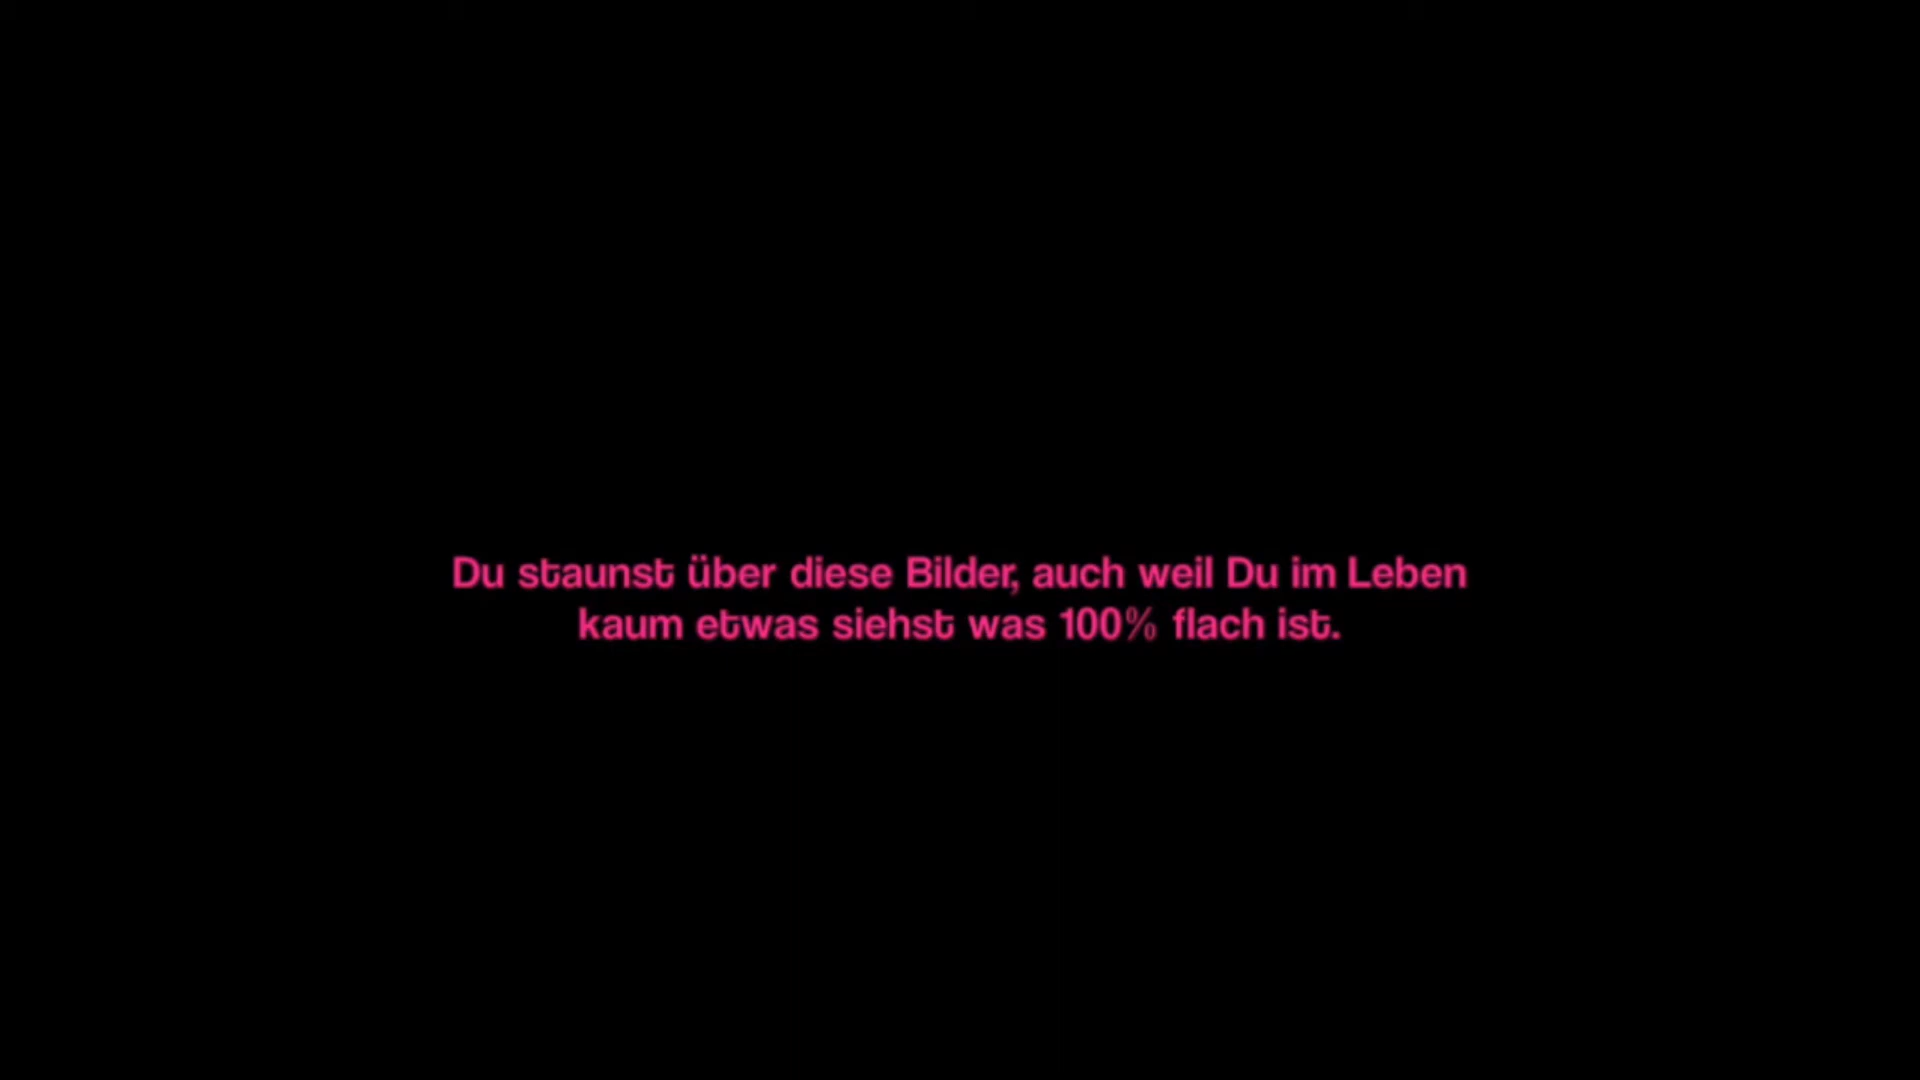 Du staunst über diese Bilder, auch weil Du im Leben
kaum etwas siehst was 100% flach ist.